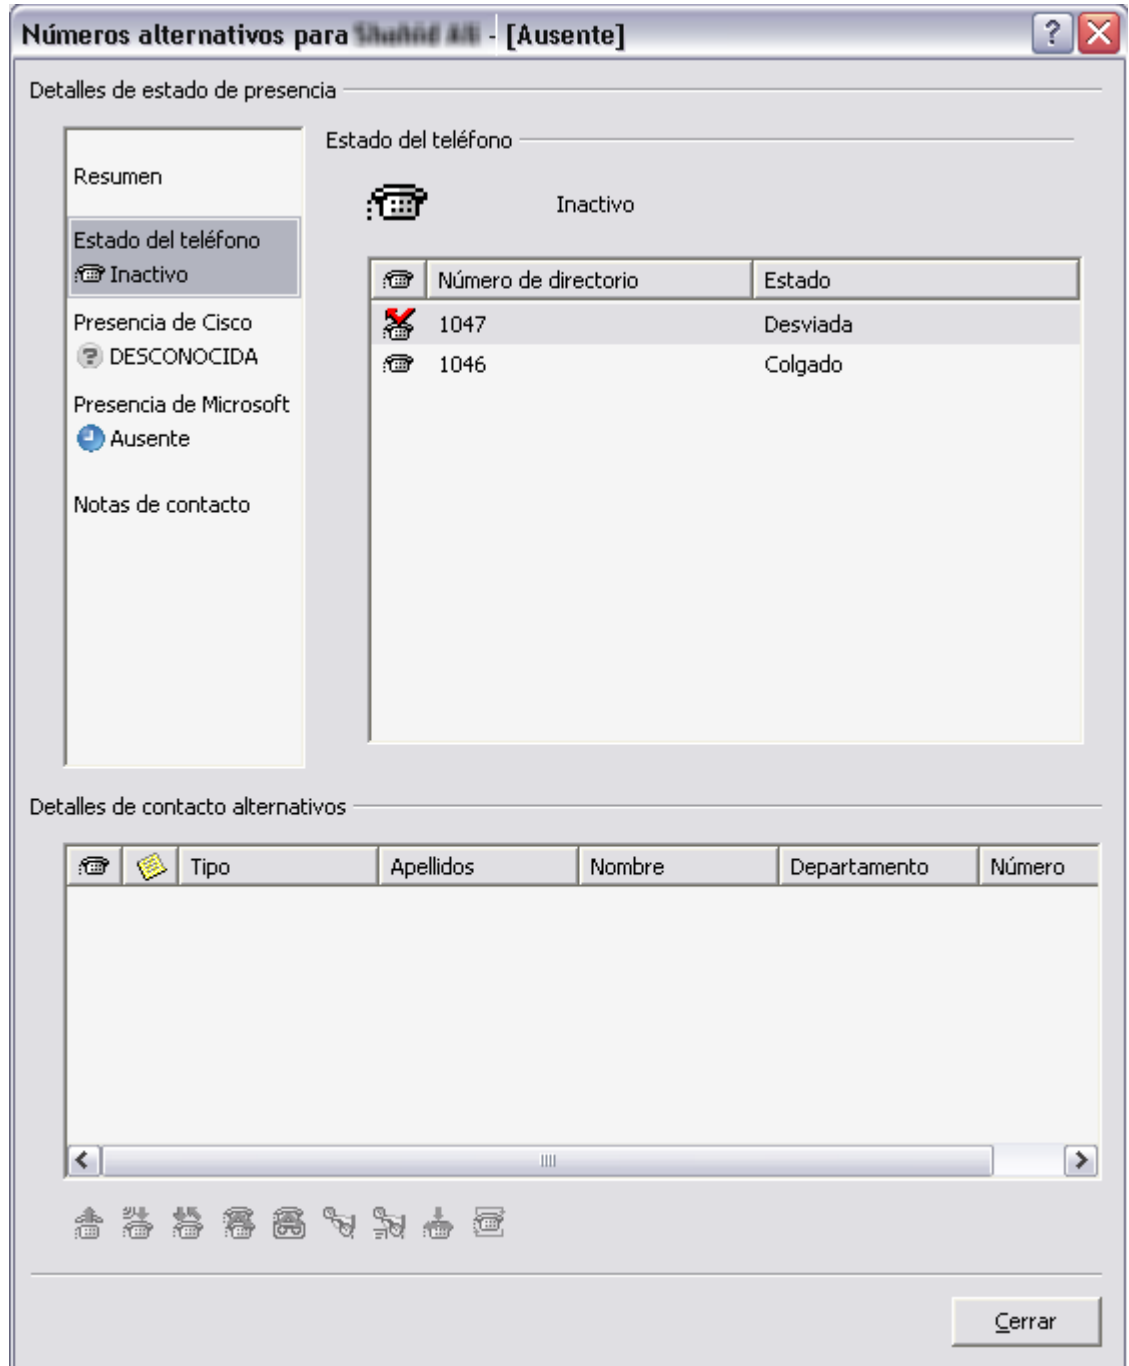 Números alternativos para - [Ausente]
Detalles de estado de presencia
Resumen
Estado del teléfono
Inactivo
Presencia de Cisco
DESCONOCIDA
Presencia de Microsoft
Ausente
Notas de contacto
Estado del teléfono
Inactivo
Número de directorio Estado
1047 Desviada
1046 Colgado
Detalles de contacto alternativos
Tipo Apellidos Nombre Departamento Número
Cerrar